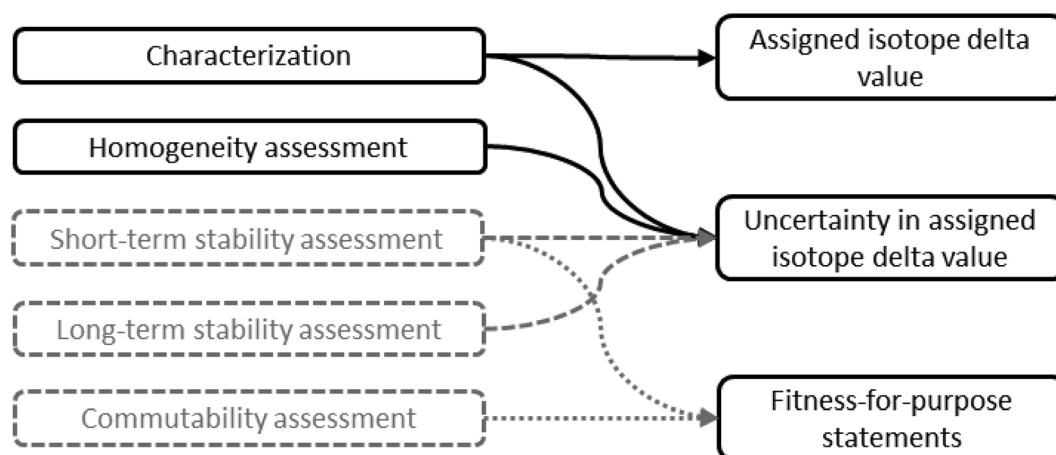 Characterization
Homogeneity assessment
Short-term stability assessment
Long-term stability assessment
Commutability assessment
Assigned isotope delta
value
Uncertainty in assigned
isotope delta value
Fitness-for-purpose
statements